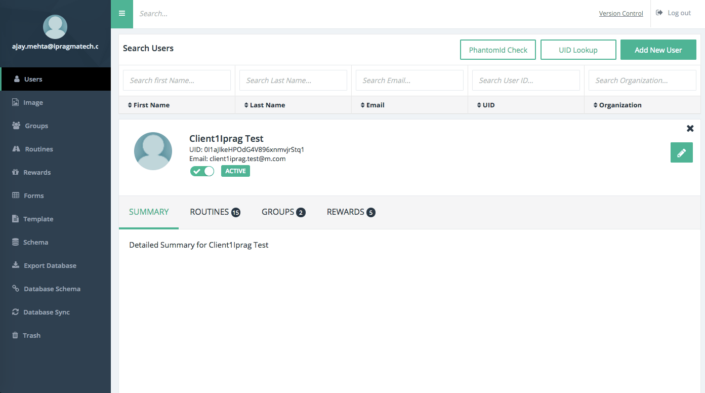 Search...
Version Control
Log out
ajay.mehta@ipragmatech.c
Users
Image
Groups
Routines
Rewards
Forms
Template
Schema
Export Database
Database Schema
Database Sync
Trash
Search Users
Phantomid Check
UID Lookup
Add New User
Search first Name...
Search Last Name...
Search Email...
Search User ID...
Search Organization...
First Name
Last Name
Email
UID
Organization
Client1Iprag Test
UID: 0I1aJIkeHPOdG4V896xnmvjrStq1
Email: client1iprag.test@m.com
ACTIVE
SUMMARY
ROUTINES 15
GROUPS 2
REWARDS 5
Detailed Summary for Client1Iprag Test